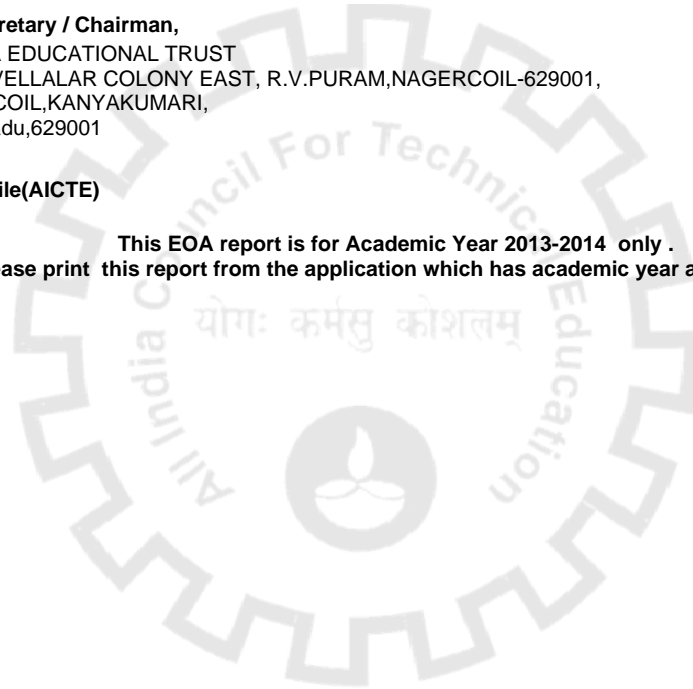 retary / Chairman,
EDUCATIONAL TRUST
VELLALAR COLONY EAST, R.V.PURAM,NAGERCOIL-629001,
COIL,KANYAKUMARI,
du,629001
ile(AICTE)
This EOA report is for Academic Year 2013-2014 only .
ase print this report from the application which has academic year a
All India Council For Technical Education
योगः कर्मसु कोशलम्